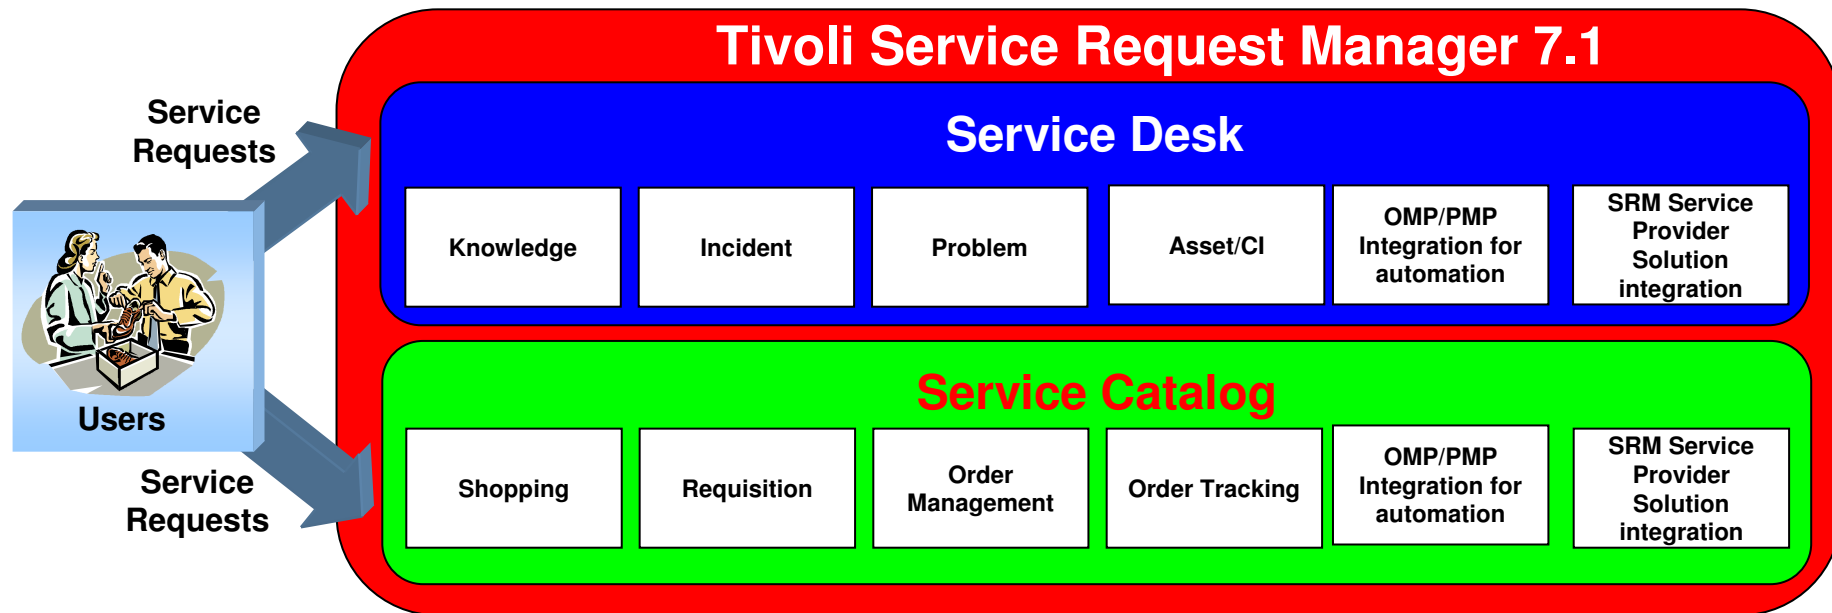 Tivoli Service Request Manager 7.1
Service
Requests
Users
Service
Requests
Service Desk
Knowledge
Incident
Problem
Asset/CI
OMP/PMP
Integration for
automation
SRM Service
Provider
Solution
integration
Service Catalog
Shopping
Requisition
Order
Management
Order Tracking
OMP/PMP
Integration for
automation
SRM Service
Provider
Solution
integration